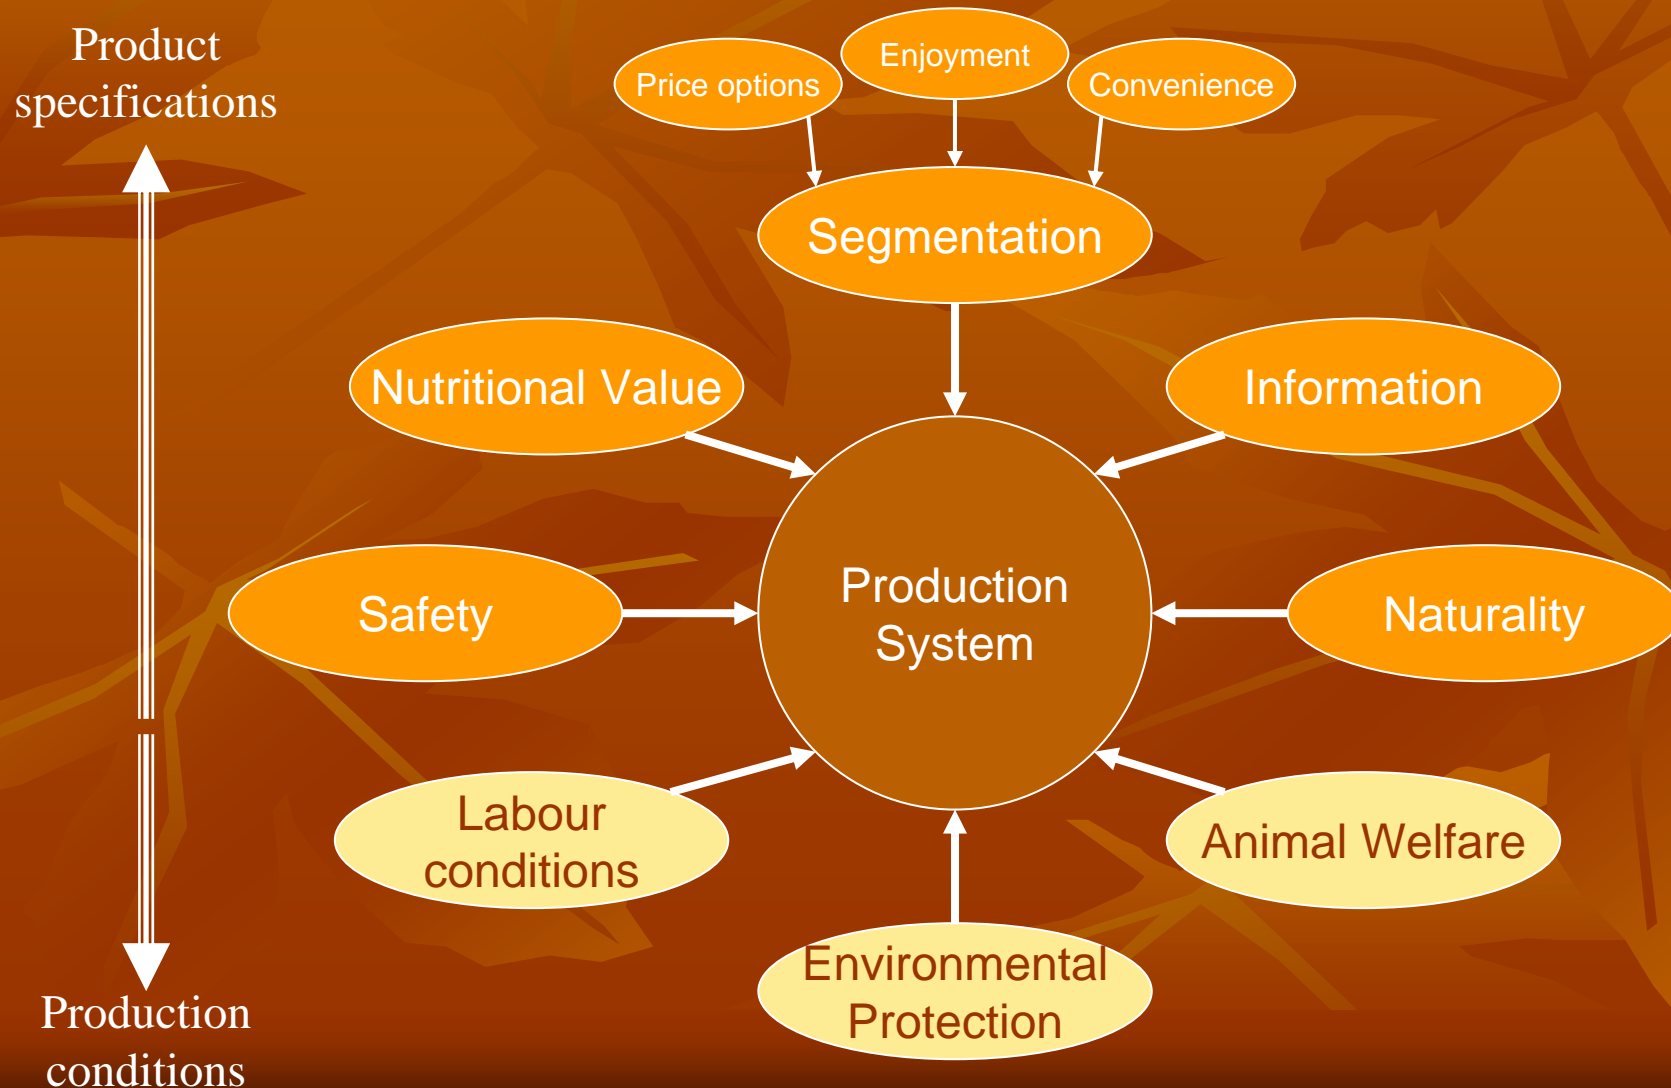 Product
specifications
Price options
Enjoyment
Convenience
Segmentation
Nutritional Value
Information
Production
System
Safety
Naturality
Labour
conditions
Animal Welfare
Environmental
Protection
Production
conditions